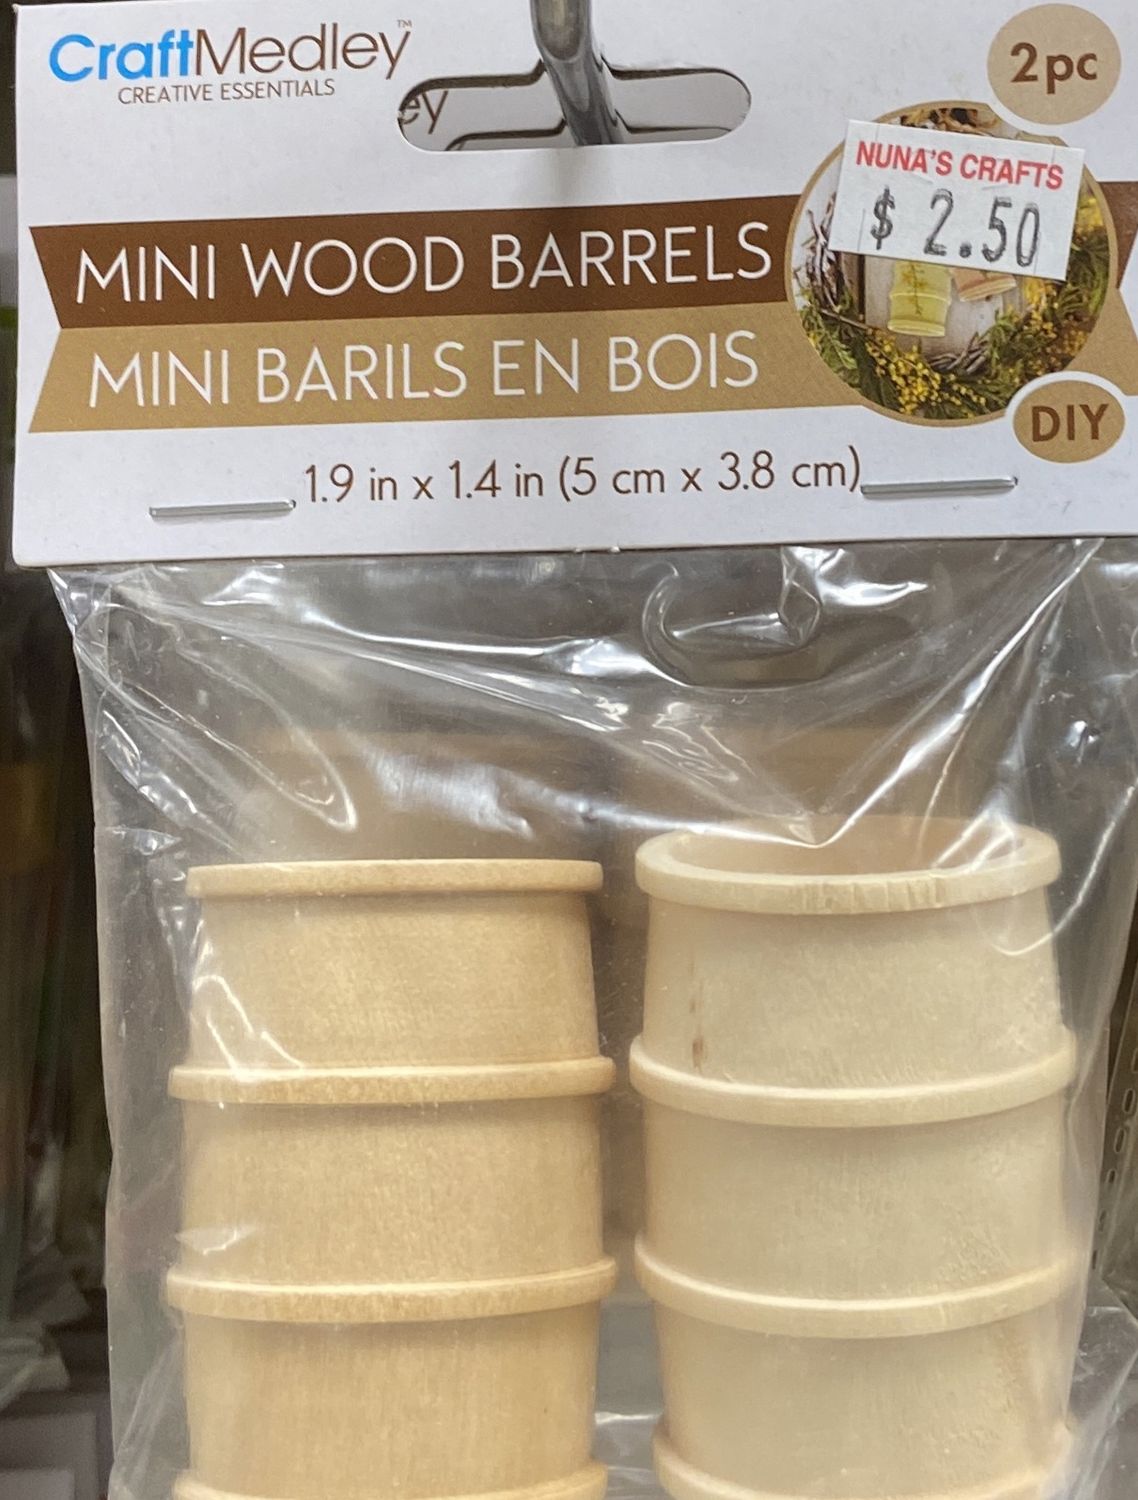 CraftMedley™
CREATIVE ESSENTIALS
ey
2pc
NUNA'S CRAFTS
$ 2.50
MINI WOOD BARRELS
MINI BARILS EN BOIS
DIY
1.9 in x 1.4 in (5 cm x 3.8 cm)